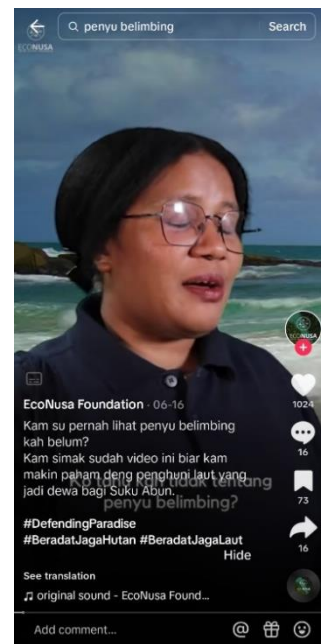 penyu belimbing
Search
ECONUSA
ECONUSA
1024
EcoNusa Foundation · 06-16
16
Kam su pernah lihat penyu belimbing
kah belum?
Kam simak sudah video ini biar kam
makin paham deng penghuni laut yang
jadi dewa bagi Suku Abun.
Ko tau kah tidak tentang
penyu belimbing?
16
#DefendingParadise
#BeradatJagaHutan #BeradatJagaLaut
Hide
16
See translation
original sound - EcoNusa Found...
Add comment...